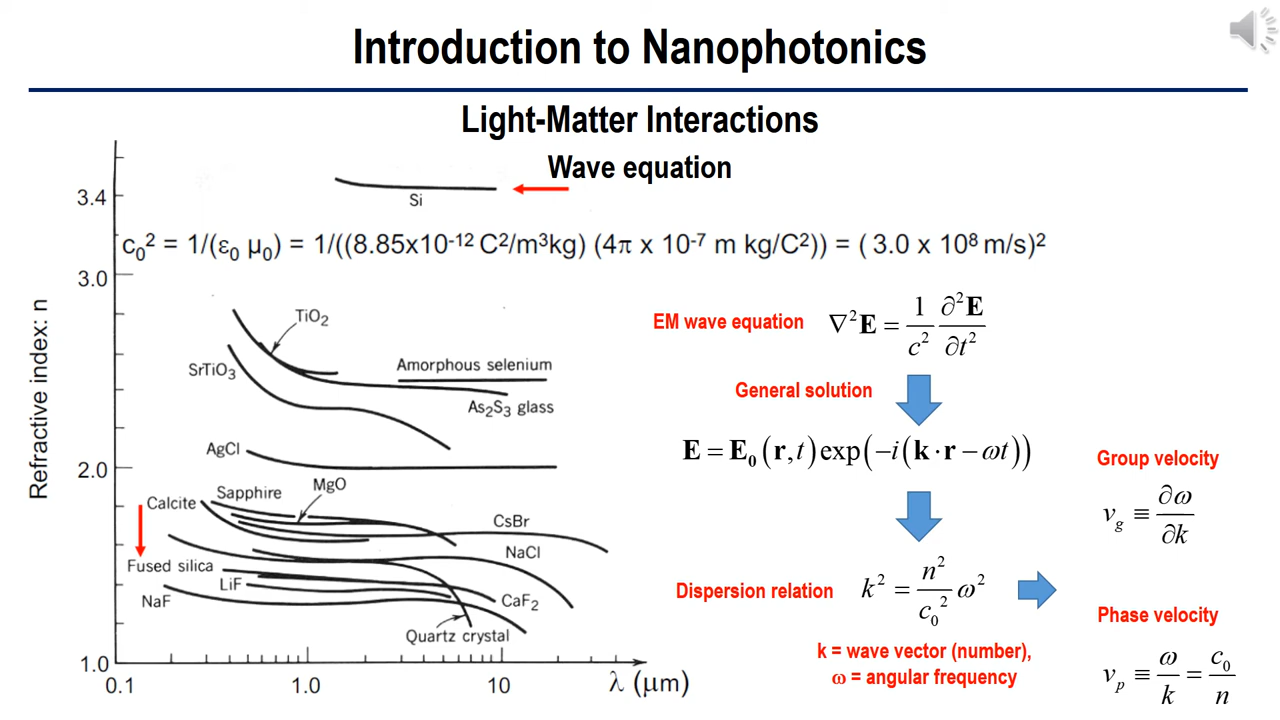 Introduction to Nanophotonics
Light-Matter Interactions
Wave equation
Si
3.4
c₀² = 1/(ε₀ μ₀) = 1/((8.85x10⁻¹² C²/m³kg) (4π x 10⁻⁷ m kg/C²)) = ( 3.0 x 10⁸ m/s)²
3.0
Refractive index: n
TiO₂
SrTiO₃
Amorphous selenium
As₂S₃ glass
AgCl
2.0
MgO
Sapphire
Calcite
CsBr
NaCl
Fused silica
LiF
NaF
CaF₂
Quartz crystal
1.0
0.1
1.0
10
λ (μm)
EM wave equation ∇²E = 1/c² ∂²E/∂t²
General solution
E = E₀ (r, t) exp(−i(k · r − ωt))
Group velocity
v_g ≡ ∂ω/∂k
Dispersion relation k² = n²/c₀² ω²
k = wave vector (number),
ω = angular frequency
Phase velocity
v_p ≡ ω/k = c₀/n